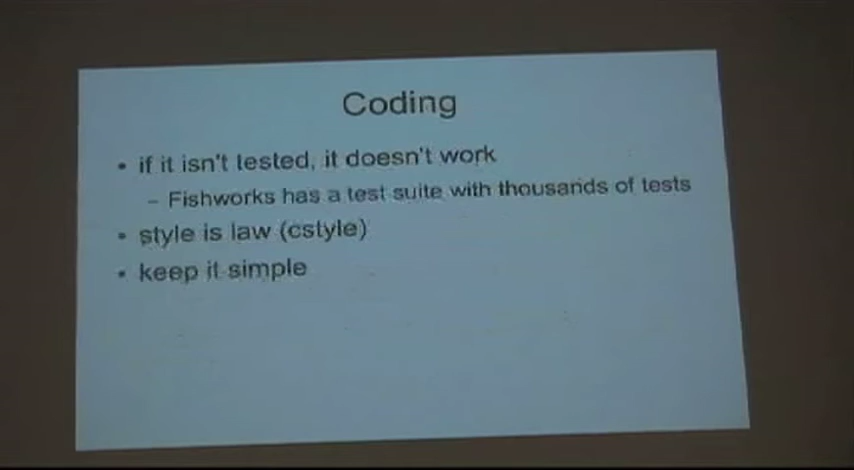 Coding
• if it isn't tested, it doesn't work
– Fishworks has a test suite with thousands of tests
• style is law (cstyle)
• keep it simple